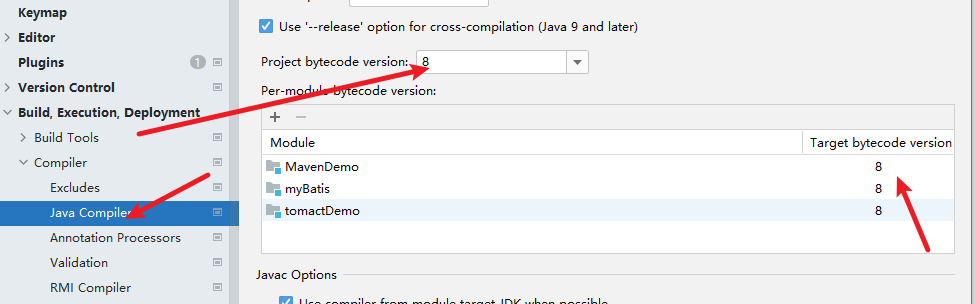 Keymap
Editor
Plugins
1
Version Control
Build, Execution, Deployment
Build Tools
Compiler
Excludes
Java Compiler
Annotation Processors
Validation
RMI Compiler
Use '--release' option for cross-compilation (Java 9 and later)
Project bytecode version: 8
Per-module bytecode version:
Module Target bytecode version
MavenDemo 8
myBatis 8
tomactDemo 8
Javac Options
Use compiler from module target JDK when possible